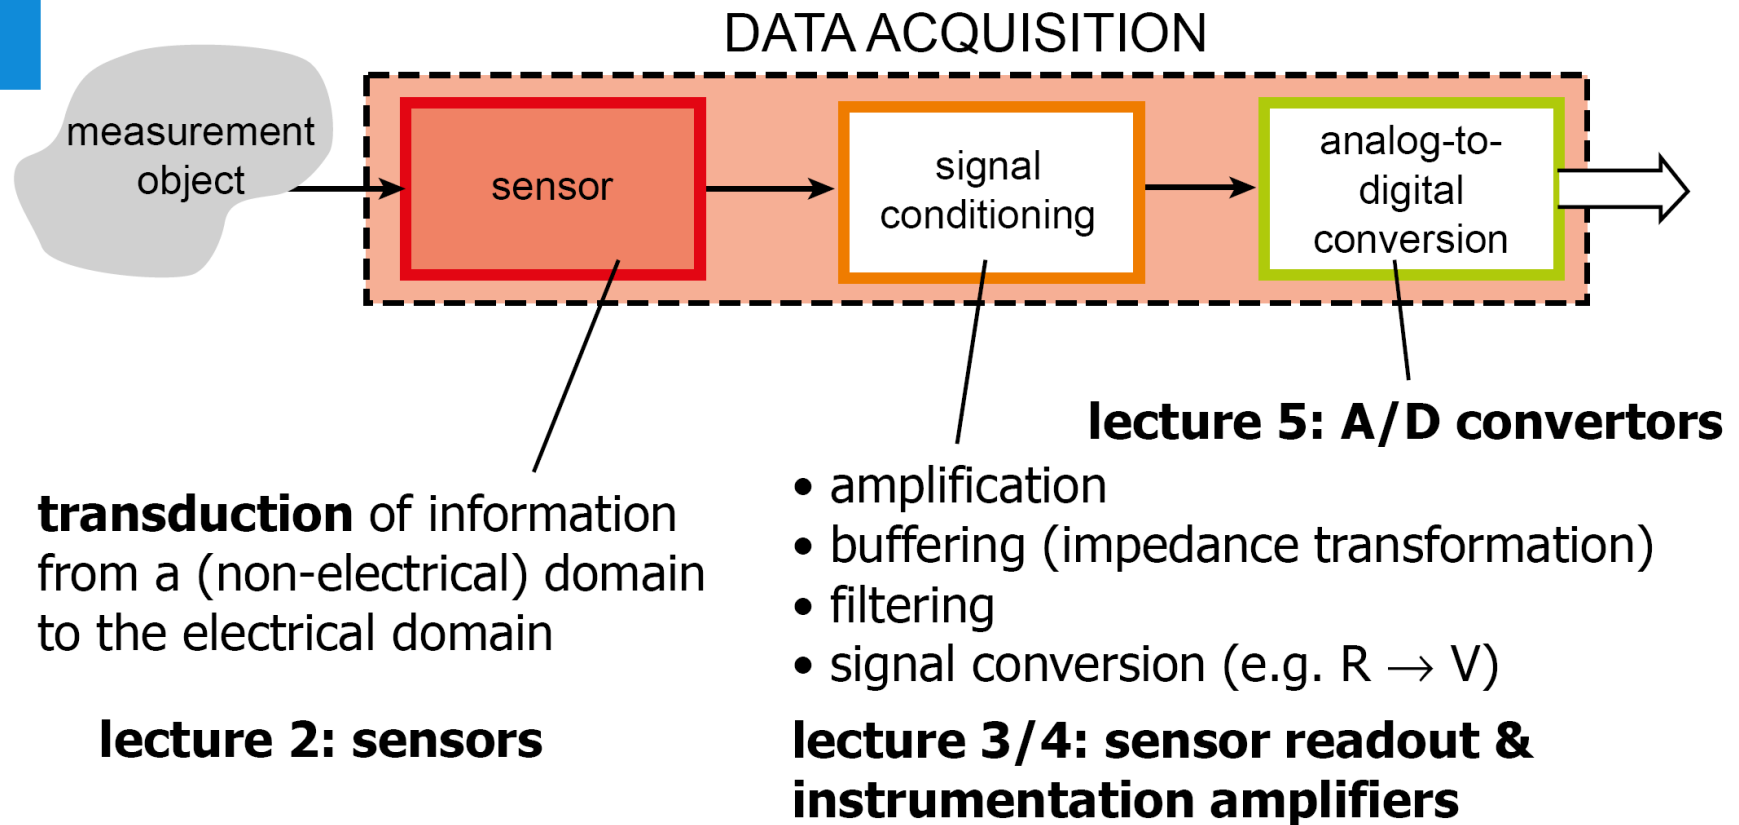 DATA ACQUISITION
measurement
object
sensor
signal
conditioning
analog-to-
digital
conversion
lecture 5: A/D convertors
transduction of information
from a (non-electrical) domain
to the electrical domain
lecture 2: sensors
• amplification
• buffering (impedance transformation)
• filtering
• signal conversion (e.g. R → V)
lecture 3/4: sensor readout &
instrumentation amplifiers